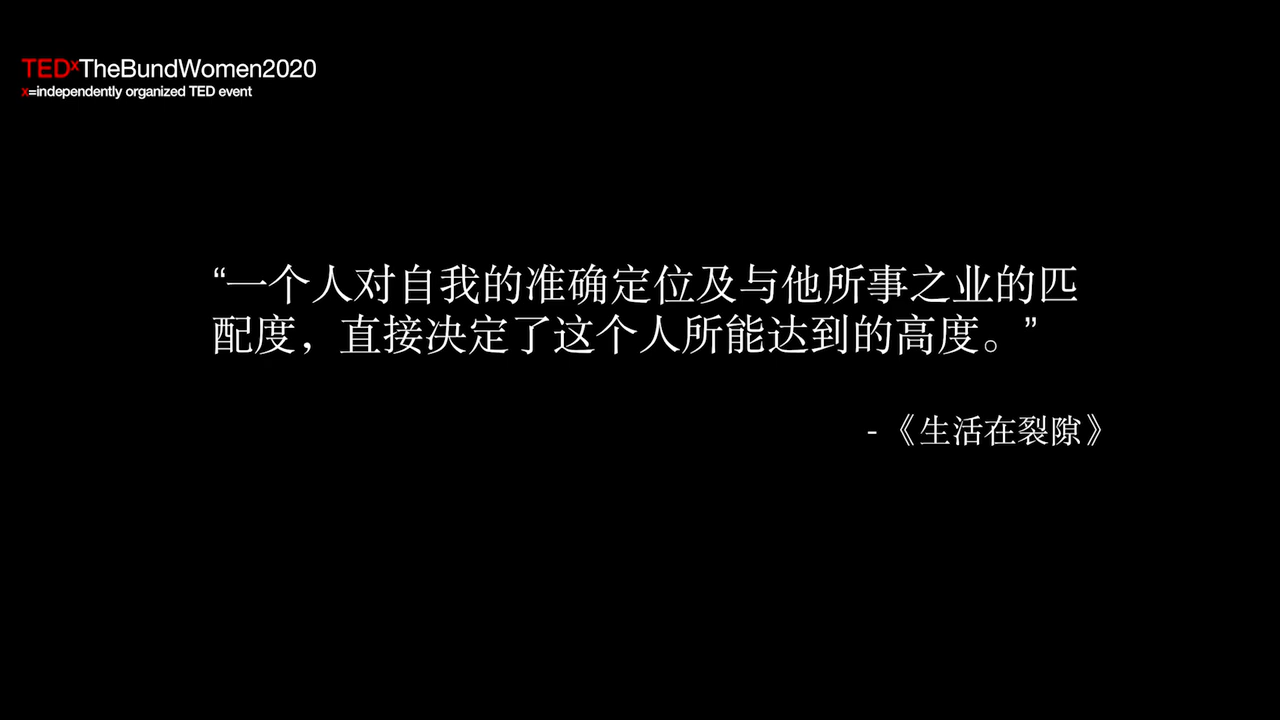 TEDxTheBundWomen2020
x=independently organized TED event
“一个人对自我的准确定位及与他所事之业的匹
配度，直接决定了这个人所能达到的高度。”
-《生活在裂隙》